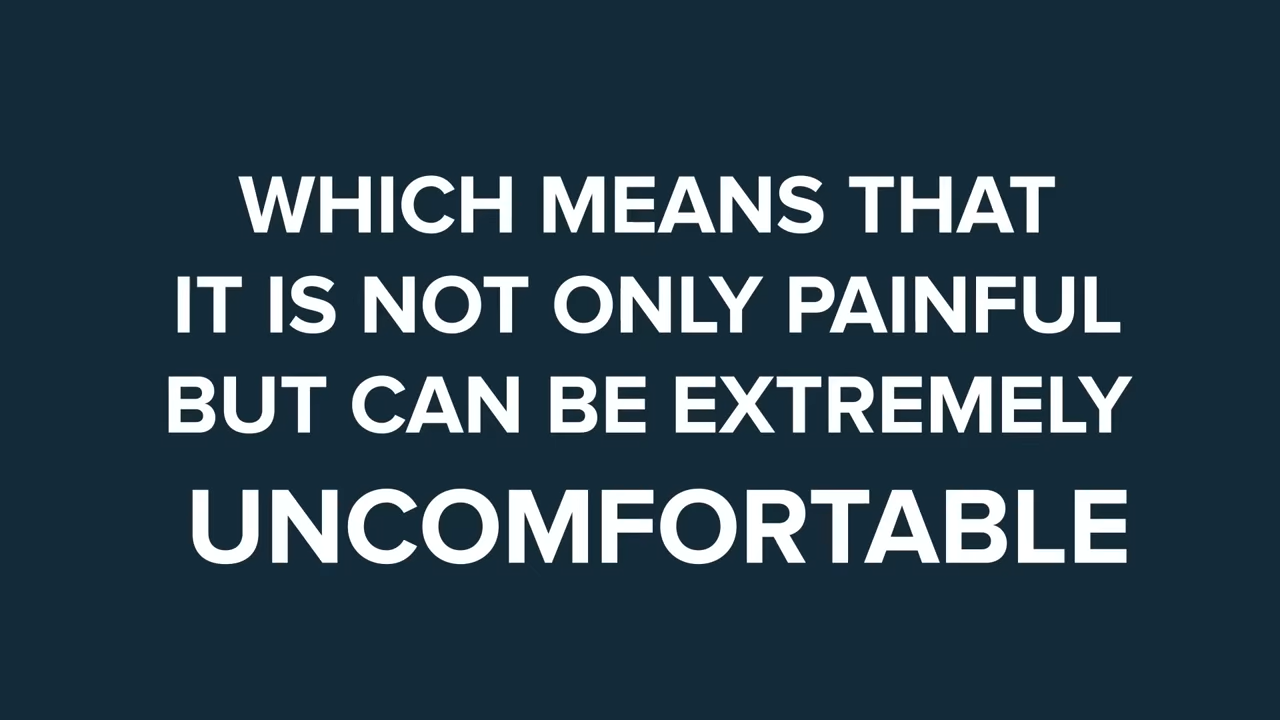 WHICH MEANS THAT
IT IS NOT ONLY PAINFUL
BUT CAN BE EXTREMELY
UNCOMFORTABLE